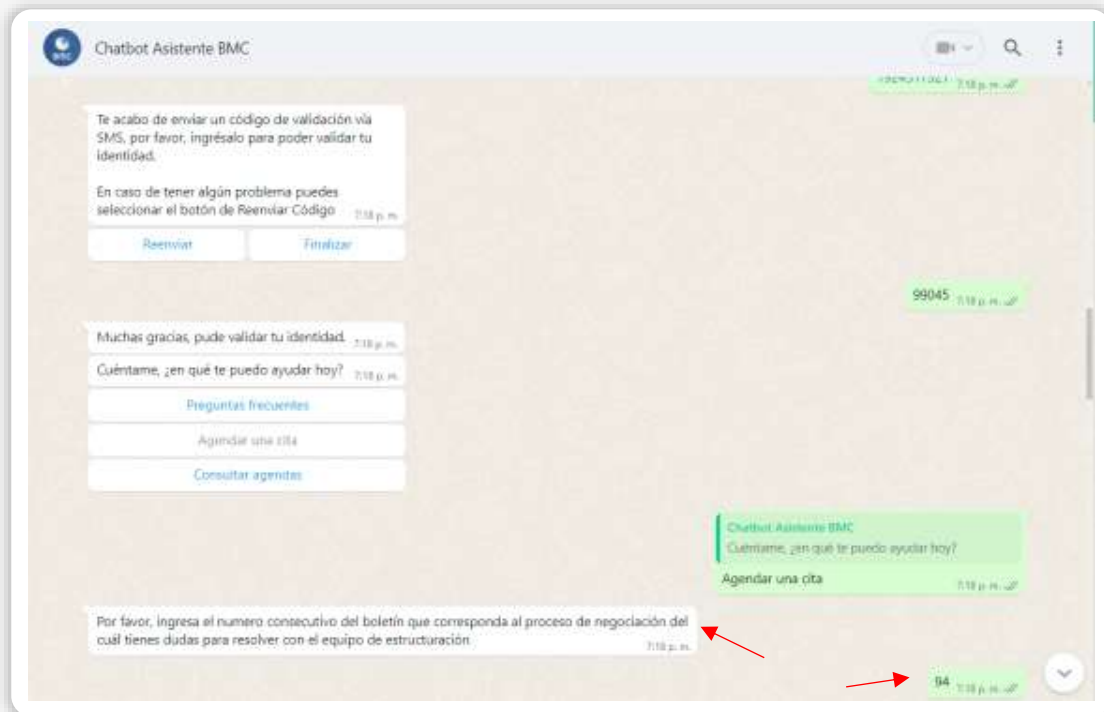 BMC
Chatbot Asistente BMC
7:18 p. m.
Te acabo de enviar un código de validación vía
SMS, por favor, ingrésalo para poder validar tu
identidad.
En caso de tener algún problema puedes
seleccionar el botón de Reenviar Código
7:18 p. m.
Reenviar
Finalizar
99045 7:18 p. m.
Muchas gracias, pude validar tu identidad. 7:18 p. m.
Cuéntame, ¿en qué te puedo ayudar hoy? 7:18 p. m.
Preguntas frecuentes
Agendar una cita
Consultar agendas
Chatbot Asistente BMC
Cuéntame, ¿en qué te puedo ayudar hoy?
Agendar una cita 7:18 p. m.
Por favor, ingresa el numero consecutivo del boletín que corresponda al proceso de negociación del
cuál tienes dudas para resolver con el equipo de estructuración 7:18 p. m.
94 7:18 p. m.